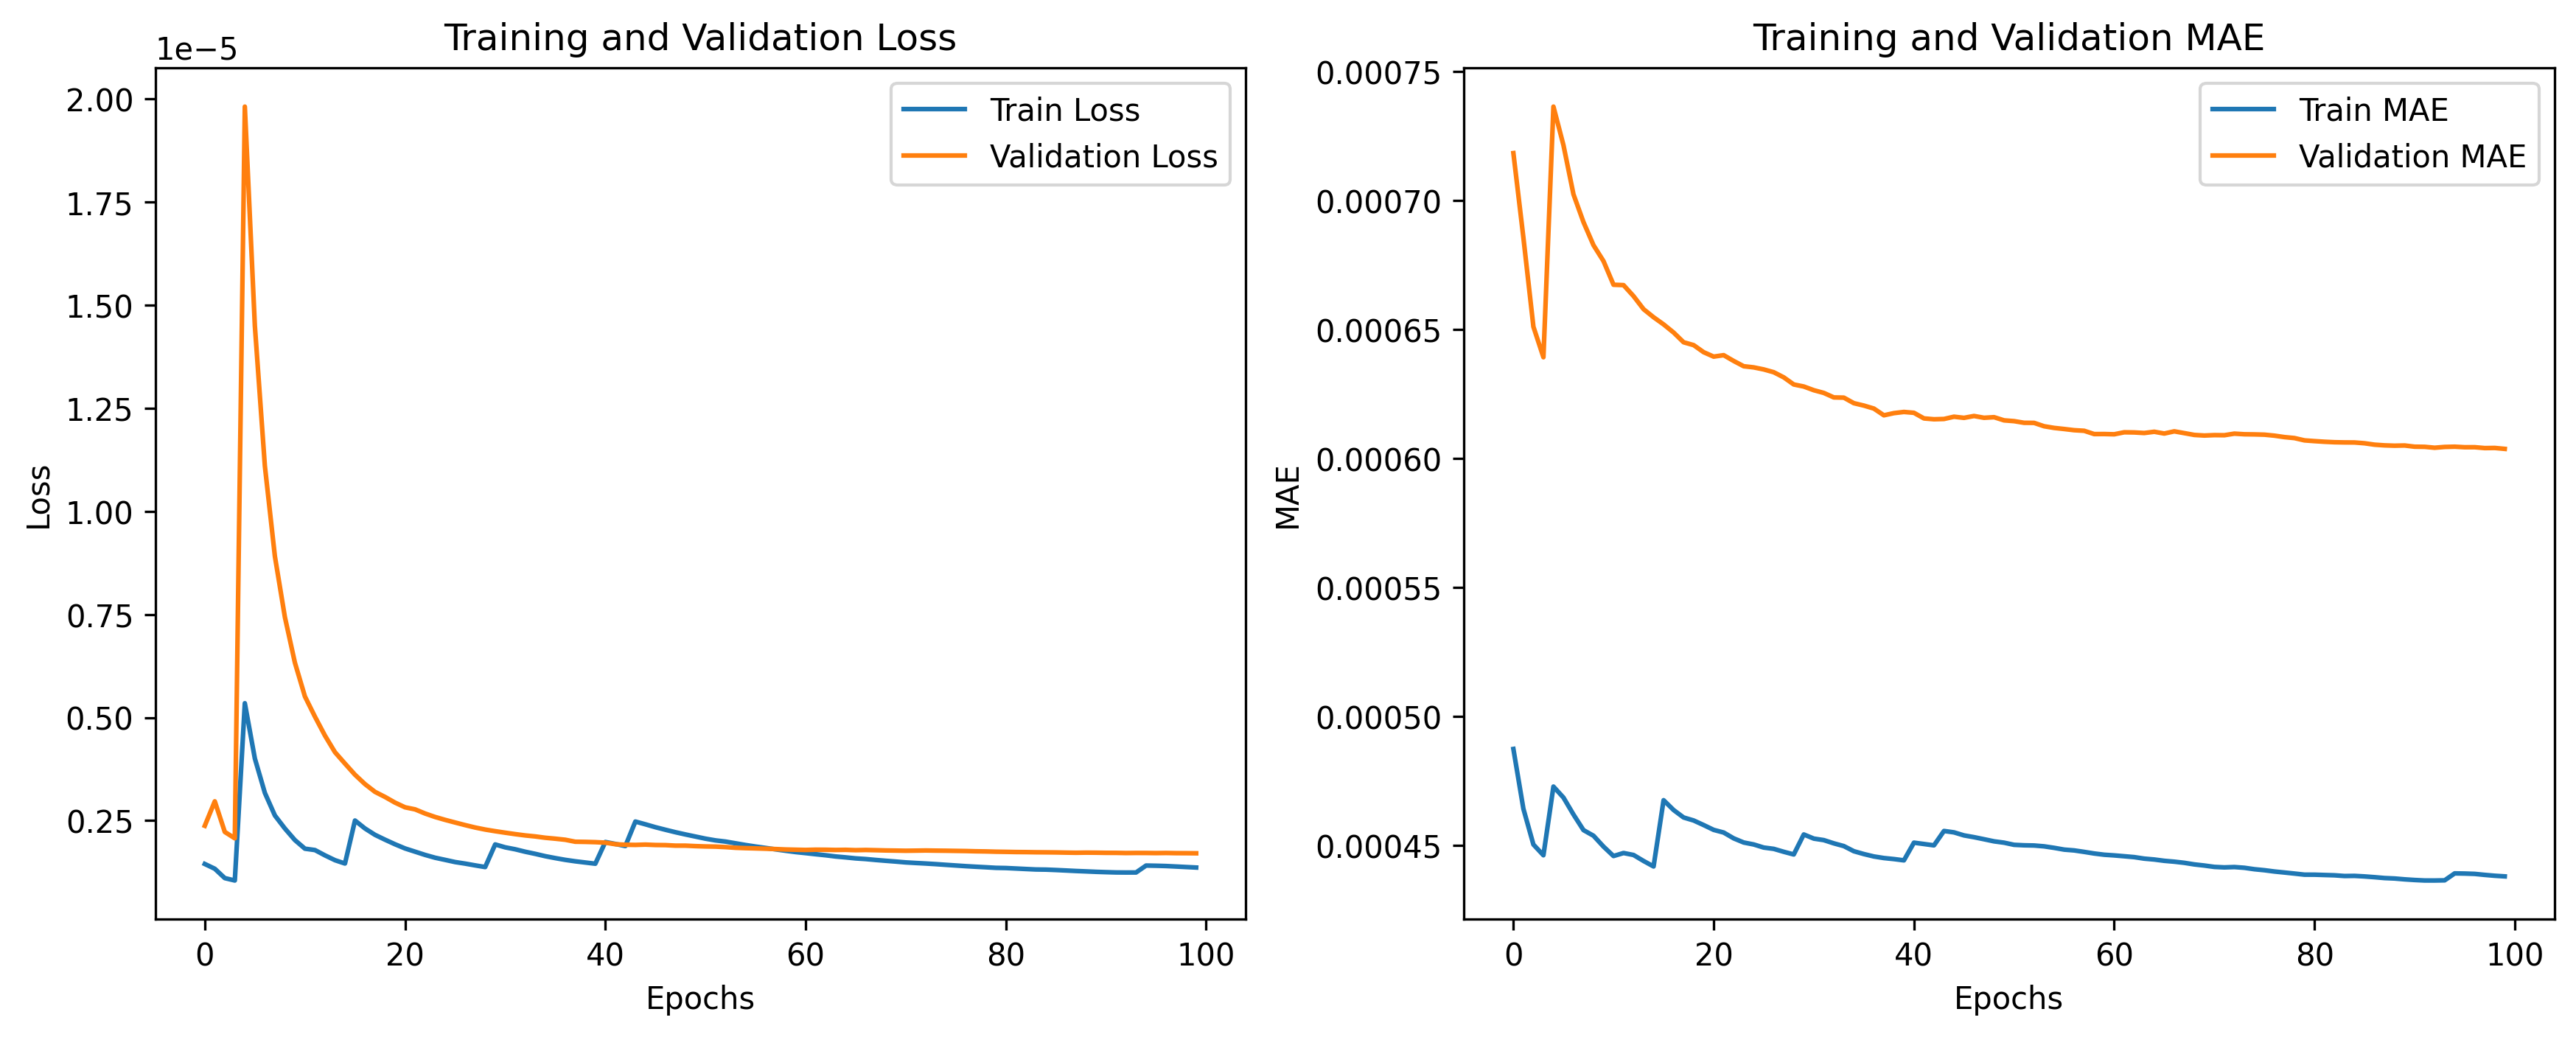 Training and Validation Loss
1e−5
2.00
1.75
1.50
1.25
1.00
0.75
0.50
0.25
Loss
0 20 40 60 80 100
Epochs
Train Loss
Validation Loss
Training and Validation MAE
0.00075
0.00070
0.00065
0.00060
0.00055
0.00050
0.00045
MAE
0 20 40 60 80 100
Epochs
Train MAE
Validation MAE